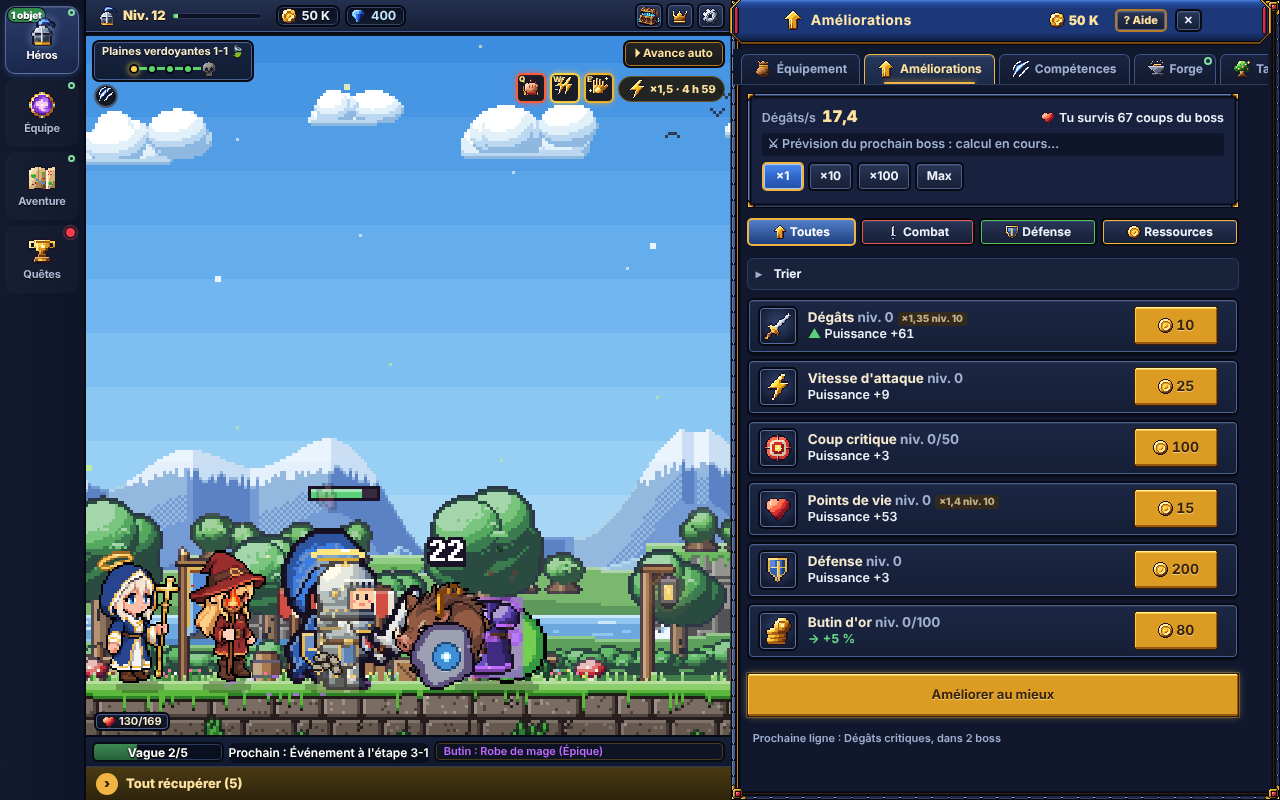 1 objet
Héros
Équipe
Aventure
Quêtes
Niv. 12
50 K
400
Plaines verdoyantes 1-1
Avance auto
Q
W
E
×1,5 · 4 h 59
22
130/169
Vague 2/5
Prochain : Événement à l'étape 3-1
Butin : Robe de mage (Épique)
Tout récupérer (5)
Améliorations
50 K
? Aide
×
Équipement
Améliorations
Compétences
Forge
Ta
Dégâts/s 17,4
Tu survis 67 coups du boss
Prévision du prochain boss : calcul en cours...
×1
×10
×100
Max
Toutes
Combat
Défense
Ressources
Trier
Dégâts niv. 0 ×1,35 niv. 10
Puissance +61
10
Vitesse d'attaque niv. 0
Puissance +9
25
Coup critique niv. 0/50
Puissance +3
100
Points de vie niv. 0 ×1,4 niv. 10
Puissance +53
15
Défense niv. 0
Puissance +3
200
Butin d'or niv. 0/100
→ +5 %
80
Améliorer au mieux
Prochaine ligne : Dégâts critiques, dans 2 boss